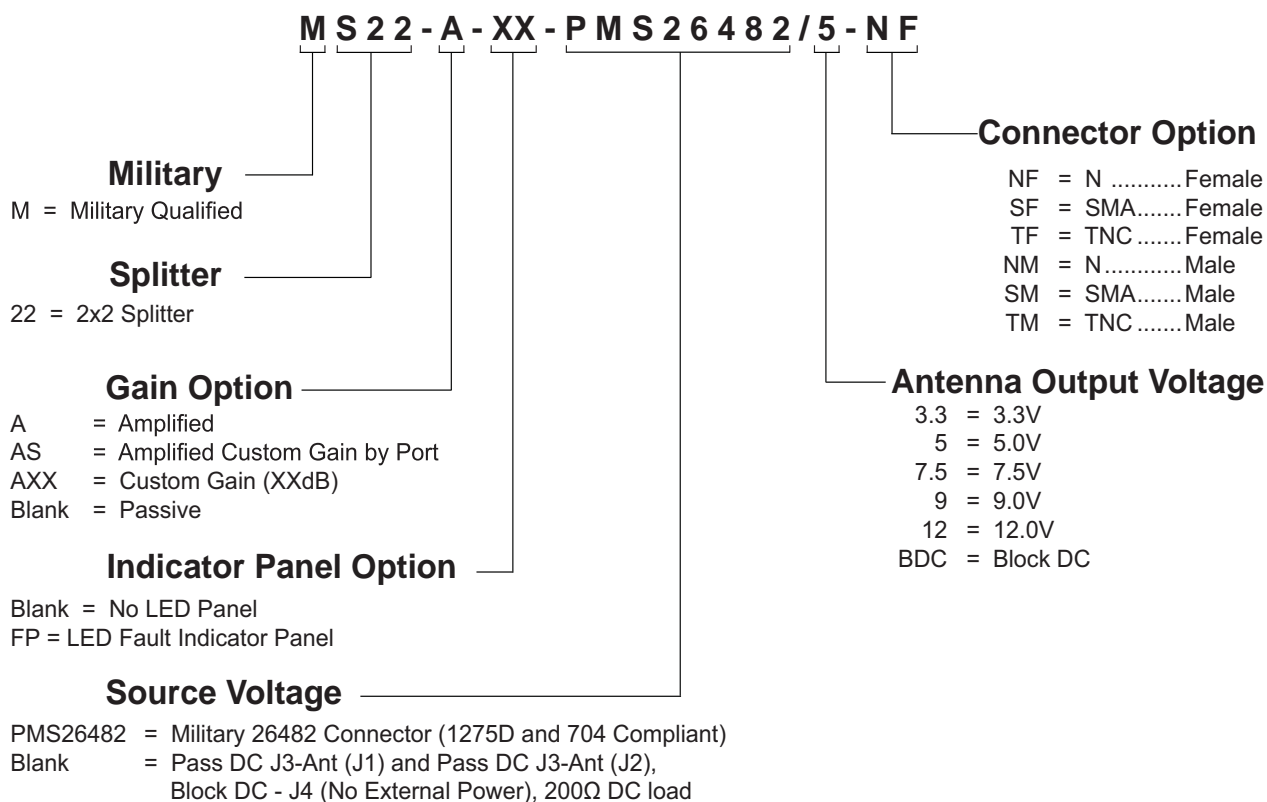 M S 2 2 - A - XX - P M S 2 6 4 8 2 / 5 - N F
Connector Option
NF = N ...........Female
SF = SMA.......Female
TF = TNC .......Female
NM = N............Male
SM = SMA.......Male
TM = TNC .......Male
Military
M = Military Qualified
Splitter
22 = 2x2 Splitter
Gain Option
A = Amplified
AS = Amplified Custom Gain by Port
AXX = Custom Gain (XXdB)
Blank = Passive
Antenna Output Voltage
3.3 = 3.3V
5 = 5.0V
7.5 = 7.5V
9 = 9.0V
12 = 12.0V
BDC = Block DC
Indicator Panel Option
Blank = No LED Panel
FP = LED Fault Indicator Panel
Source Voltage
PMS26482 = Military 26482 Connector (1275D and 704 Compliant)
Blank = Pass DC J3-Ant (J1) and Pass DC J3-Ant (J2),
Block DC - J4 (No External Power), 200Ω DC load